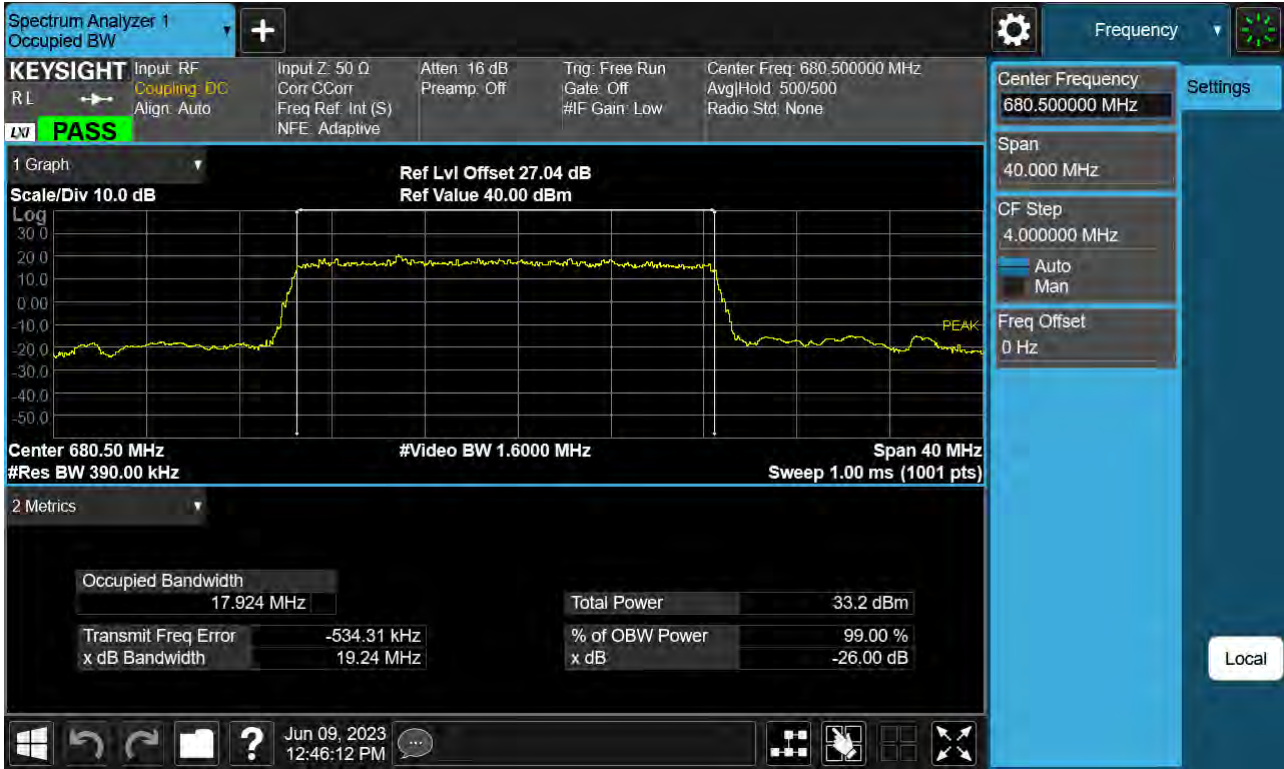 Spectrum Analyzer 1
Occupied BW
Frequency
KEYSIGHT
RL
LXI
PASS
Input: RF
Coupling: DC
Align: Auto
Input Z: 50 Ω
Corr CCorr
Freq Ref: Int (S)
NFE: Adaptive
Atten: 16 dB
Preamp: Off
Trig: Free Run
Gate: Off
#IF Gain: Low
Center Freq: 680.500000 MHz
Avg|Hold: 500/500
Radio Std: None
1 Graph
Scale/Div 10.0 dB
Ref Lvl Offset 27.04 dB
Ref Value 40.00 dBm
Log
30.0
20.0
10.0
0.00
-10.0
-20.0
-30.0
-40.0
-50.0
PEAK
Center 680.50 MHz
#Res BW 390.00 kHz
#Video BW 1.6000 MHz
Span 40 MHz
Sweep 1.00 ms (1001 pts)
2 Metrics
Occupied Bandwidth
17.924 MHz
Transmit Freq Error -534.31 kHz
x dB Bandwidth 19.24 MHz
Total Power 33.2 dBm
% of OBW Power 99.00 %
x dB -26.00 dB
Center Frequency
680.500000 MHz
Span
40.000 MHz
CF Step
4.000000 MHz
Auto
Man
Freq Offset
0 Hz
Settings
Local
?
Jun 09, 2023
12:46:12 PM